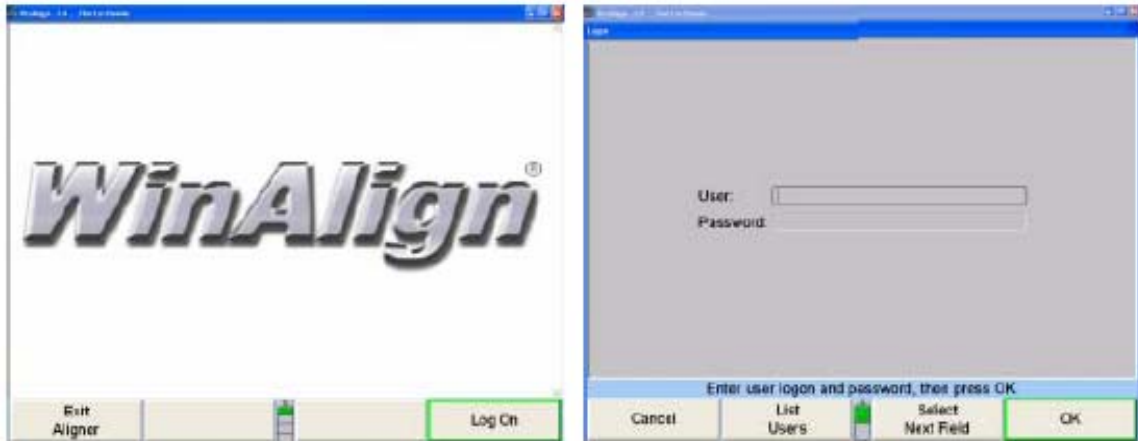 WinAlign®
Exit
Aligner
Log On
User:
Password:
Enter user logon and password, then press OK
Cancel
List
Users
Select
Next Field
OK